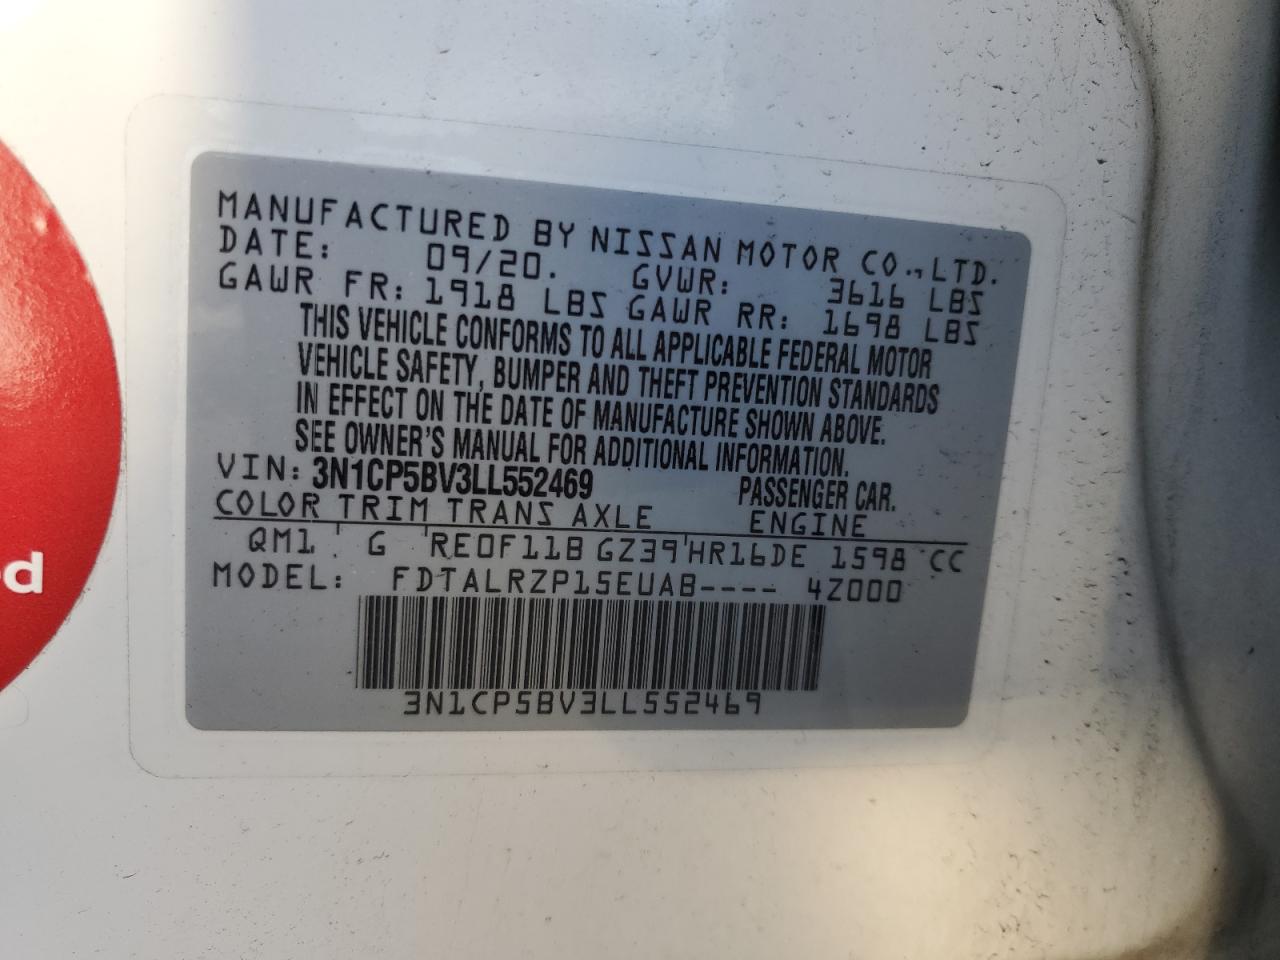 MANUFACTURED BY NISSAN MOTOR CO., LTD.
DATE: 09/20. GVWR: 3616 LBS
GAWR FR: 1918 LBS GAWR RR: 1698 LBS
THIS VEHICLE CONFORMS TO ALL APPLICABLE FEDERAL MOTOR
VEHICLE SAFETY, BUMPER AND THEFT PREVENTION STANDARDS
IN EFFECT ON THE DATE OF MANUFACTURE SHOWN ABOVE.
SEE OWNER'S MANUAL FOR ADDITIONAL INFORMATION.
VIN: 3N1CP5BV3LL552469 PASSENGER CAR.
COLOR TRIM TRANS AXLE ENGINE
QM1 G RE0F11B GZ39 HR16DE 1598 CC
MODEL: FDTALRZP15EUAB---- 4Z000
3N1CP5BV3LL552469